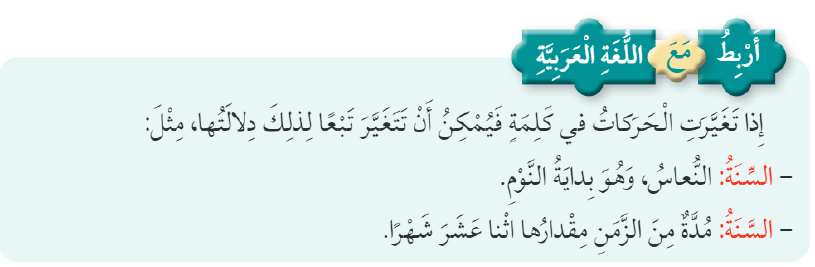 أَرْبِطُ مَعَ اللُّغَةِ الْعَرَبِيَّةِ
إِذا تَغَيَّرَتِ الْحَرَكاتُ في كَلِمَةٍ فَيُمْكِنُ أَنْ تَتَغَيَّرَ تَبْعًا لِذلِكَ دِلالَتُها، مِثْلَ:
– السِّنَةُ: النُّعاسُ، وَهُوَ بِدايَةُ النَّوْمِ.
– السَّنَةُ: مُدَّةٌ مِنَ الزَّمَنِ مِقْدارُها اثْنا عَشَرَ شَهْرًا.